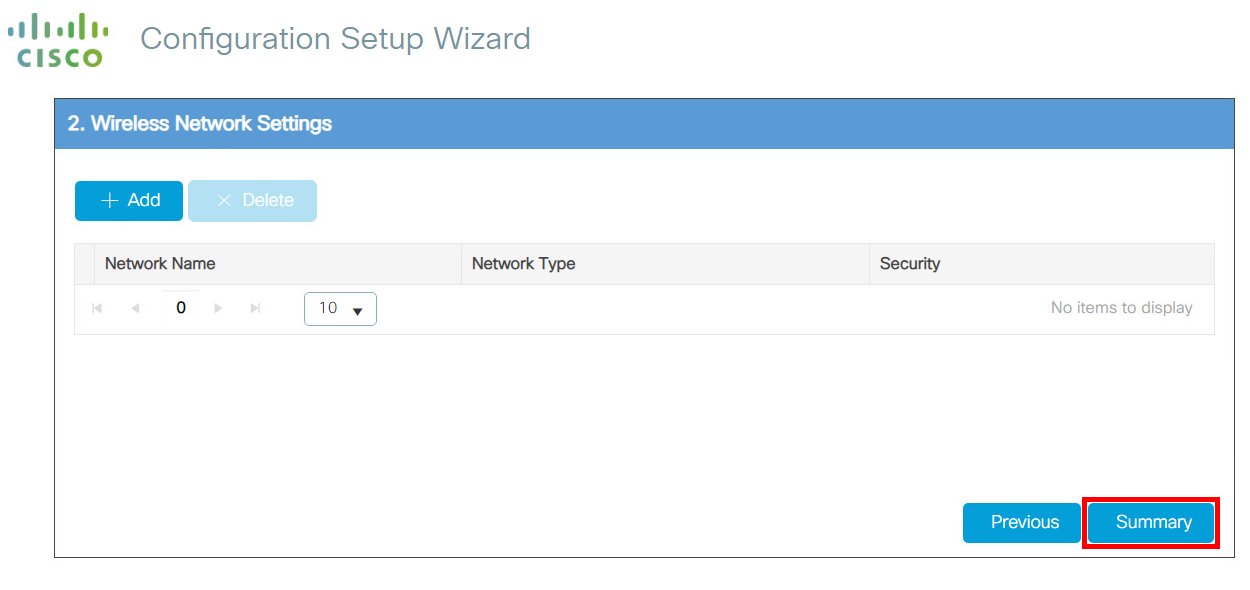 CISCO
Configuration Setup Wizard
2. Wireless Network Settings
Add
Delete
Network Name Network Type Security
0 10 No items to display
Previous Summary